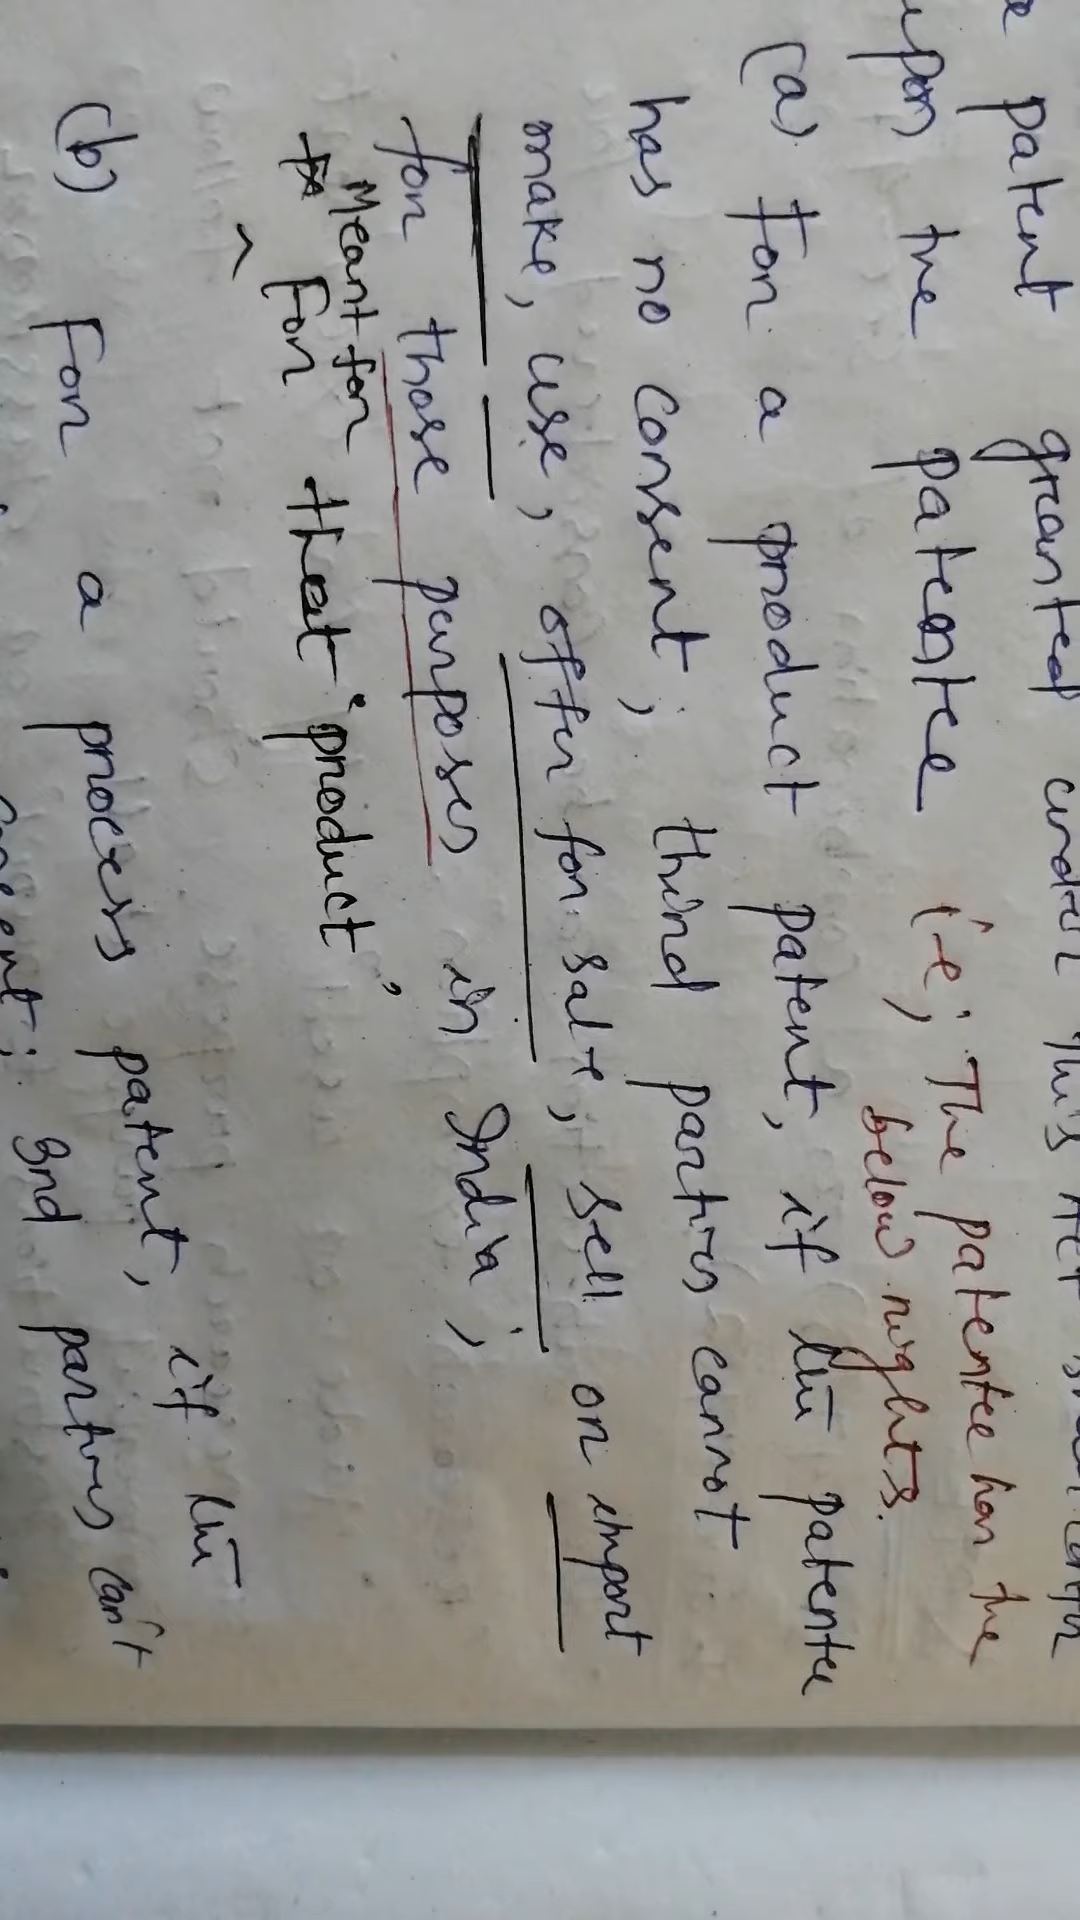 patent granted under this Act
upon the patentee i.e; The patentee has the
below rights.
(a) For a product patent, if the patentee
has no consent; third parties cannot
make, use, offer for sale, sell or import
for those purposes in India;
Meant for
For that 'product'
(b) For a process patent, if the
consent; 3rd parties can't